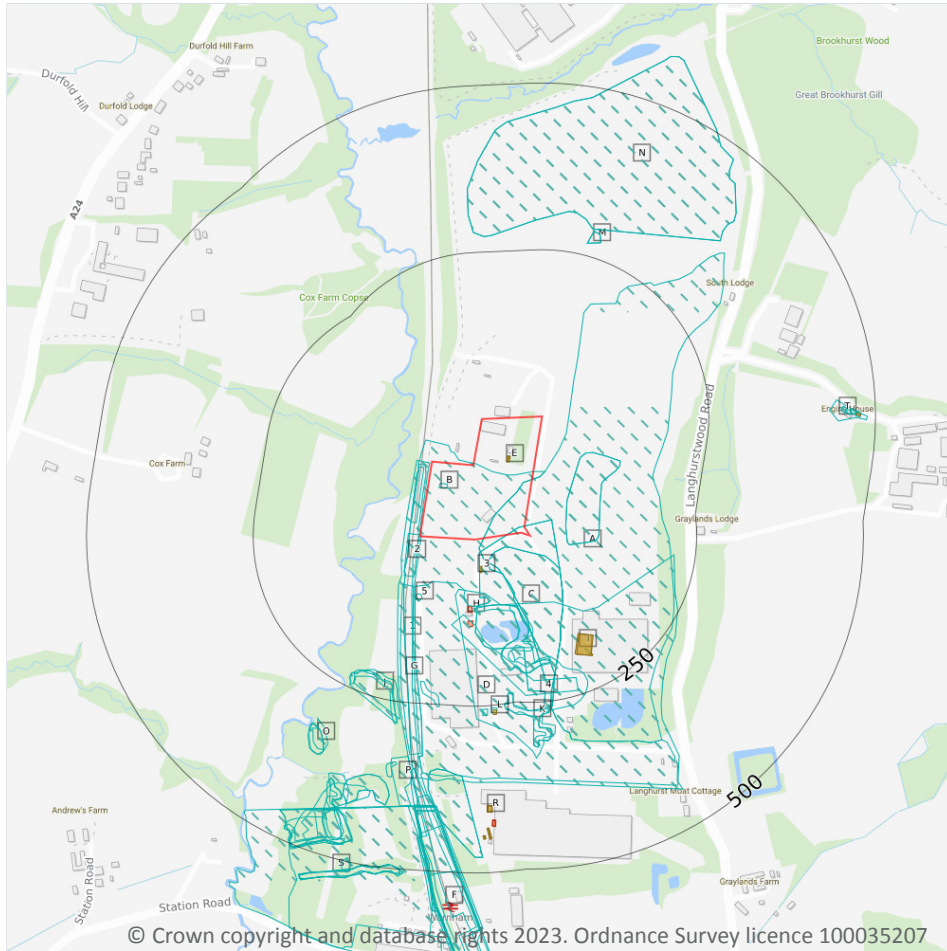 Durfold Hill Farm
Brookhurst Wood
Durfold Hill
Great Brookhurst Gill
Durfold Lodge
N
A24
M
South Lodge
Cox Farm Copse
T
Engine House
Langhurstwood Road
E
Cox Farm
B
Graylands Lodge
A
2
3
5
C
H
1
I
G
250
J
D
4
L
K
O
P
500
Langhurst Moat Cottage
R
Andrew's Farm
S
Graylands Farm
F
Station Road
Station Road
Warnham
© Crown copyright and database rights 2023. Ordnance Survey licence 100035207